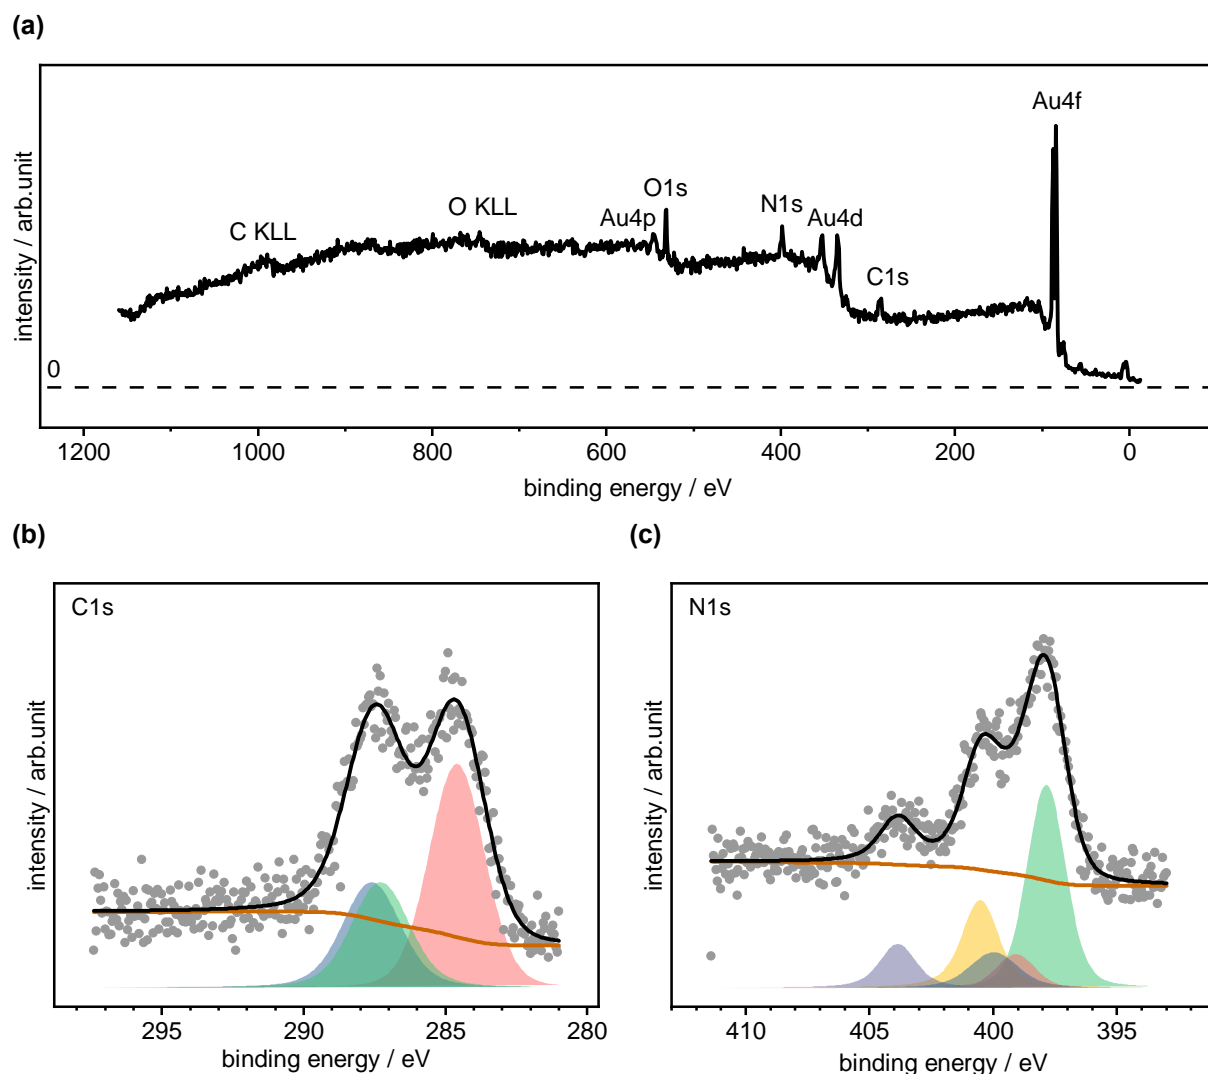 (a)
intensity / arb.unit
Au4f
O1s
Au4p
N1s
Au4d
O KLL
C KLL
C1s
0
1200 1000 800 600 400 200 0
binding energy / eV
(b)
C1s
intensity / arb.unit
295 290 285 280
binding energy / eV
(c)
N1s
intensity / arb.unit
410 405 400 395
binding energy / eV